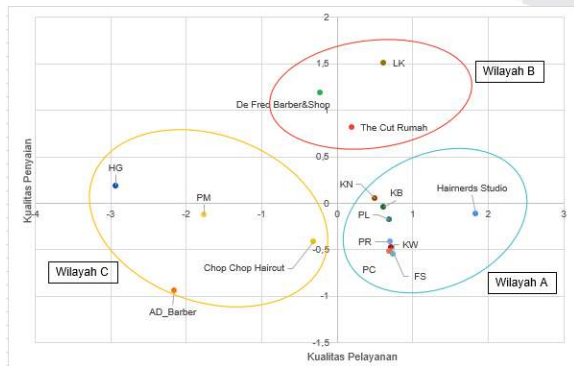 2
1,5
LK
Wilayah B
De Fred Barber&Shop
1
The Cut Rumah
0,5
HG
KN
KB
Hairnerds Studio
PM
PL
-4
-3
-2
-1
0
0
1
2
3
PR
KW
Chop Chop Haircut
-0,5
PC
FS
Wilayah C
Wilayah A
-1
AD_Barber
-1,5
Kualitas Pelayanan
Kualitas Penyaian